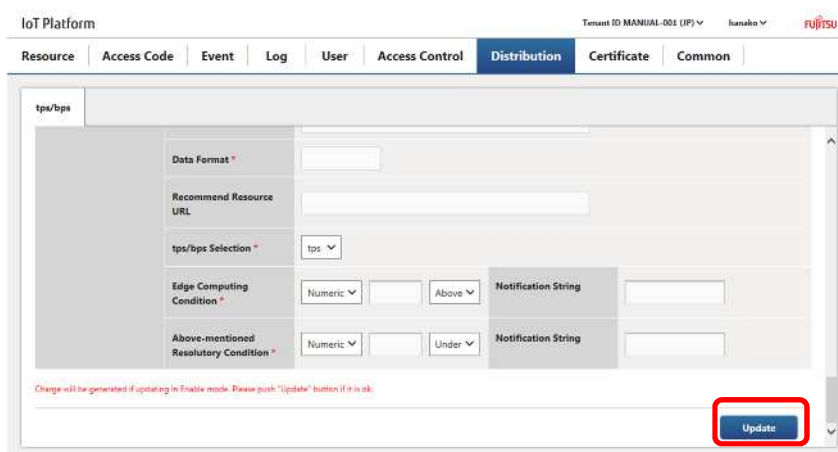 IoT Platform
Tenant ID MANUAL-001 (JP)
hanako
FUJITSU
Resource
Access Code
Event
Log
User
Access Control
Distribution
Certificate
Common
tps/bps
Data Format *
Recommend Resource
URL
tps/bps Selection *
tps
Edge Computing
Condition *
Numeric
Above
Notification String
Above-mentioned
Resolutory Condition *
Numeric
Under
Notification String
Charge will be generated if updating in Enable mode. Please push "Update" button if it is ok.
Update